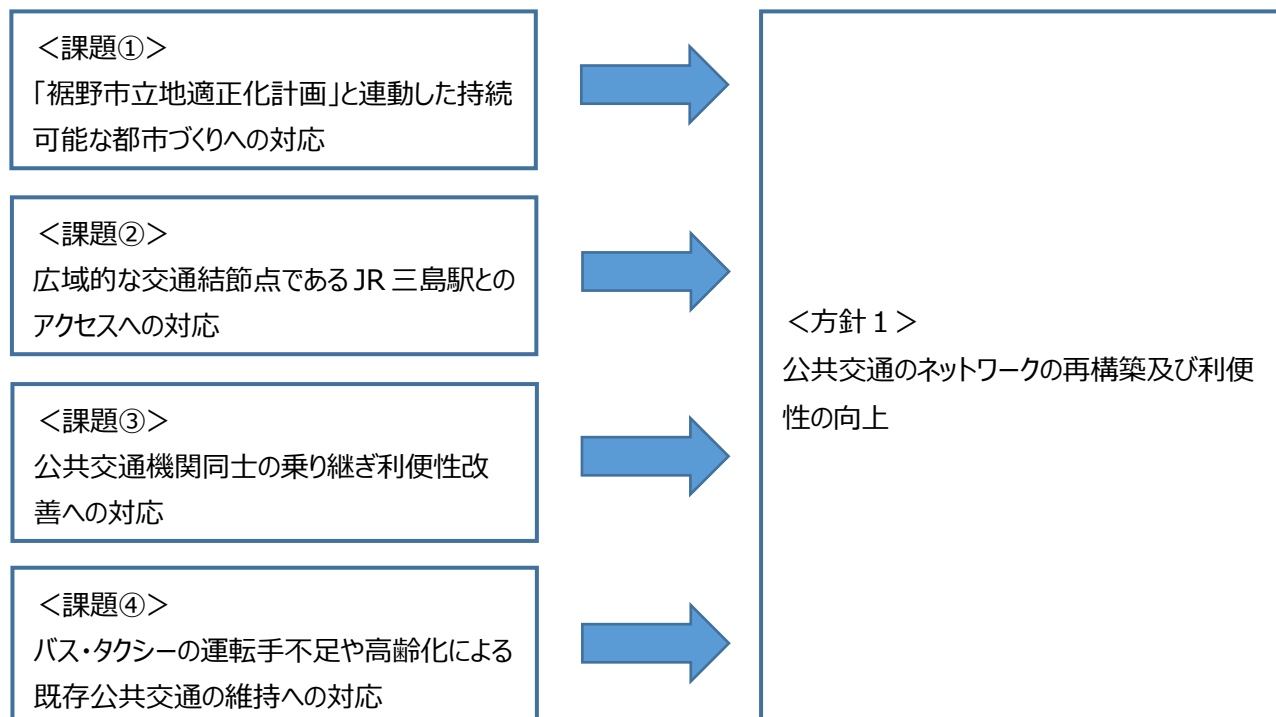 ＜課題①＞
「裾野市立地適正化計画」と連動した持続
可能な都市づくりへの対応
＜課題②＞
広域的な交通結節点であるJR 三島駅との
アクセスへの対応
＜課題③＞
公共交通機関同士の乗り継ぎ利便性改
善への対応
＜課題④＞
バス・タクシーの運転手不足や高齢化による
既存公共交通の維持への対応
＜方針１＞
公共交通のネットワークの再構築及び利便
性の向上